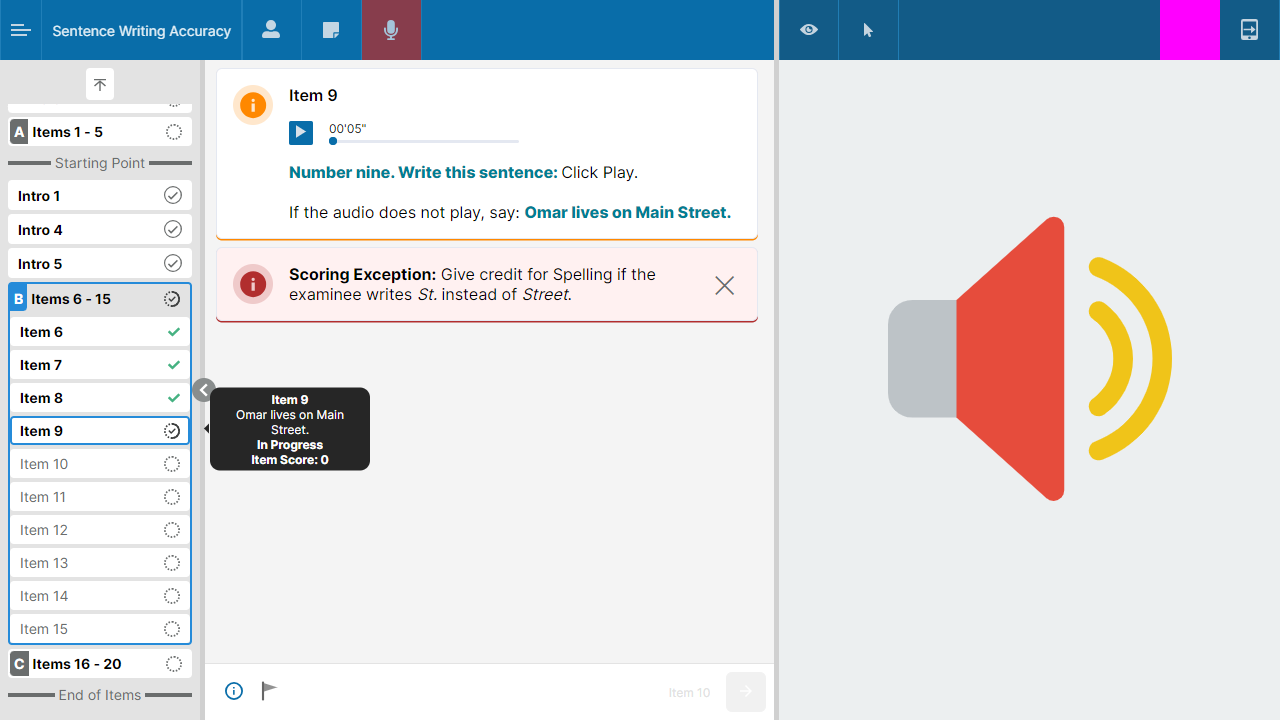 Sentence Writing Accuracy
A Items 1 - 5
Starting Point
Intro 1
Intro 4
Intro 5
B Items 6 - 15
Item 6
Item 7
Item 8
Item 9
Item 10
Item 11
Item 12
Item 13
Item 14
Item 15
C Items 16 - 20
End of Items
Item 9
00'05"
Number nine. Write this sentence: Click Play.
If the audio does not play, say: Omar lives on Main Street.
Scoring Exception: Give credit for Spelling if the
examinee writes St. instead of Street.
Item 9
Omar lives on Main
Street.
In Progress
Item Score: 0
Item 10